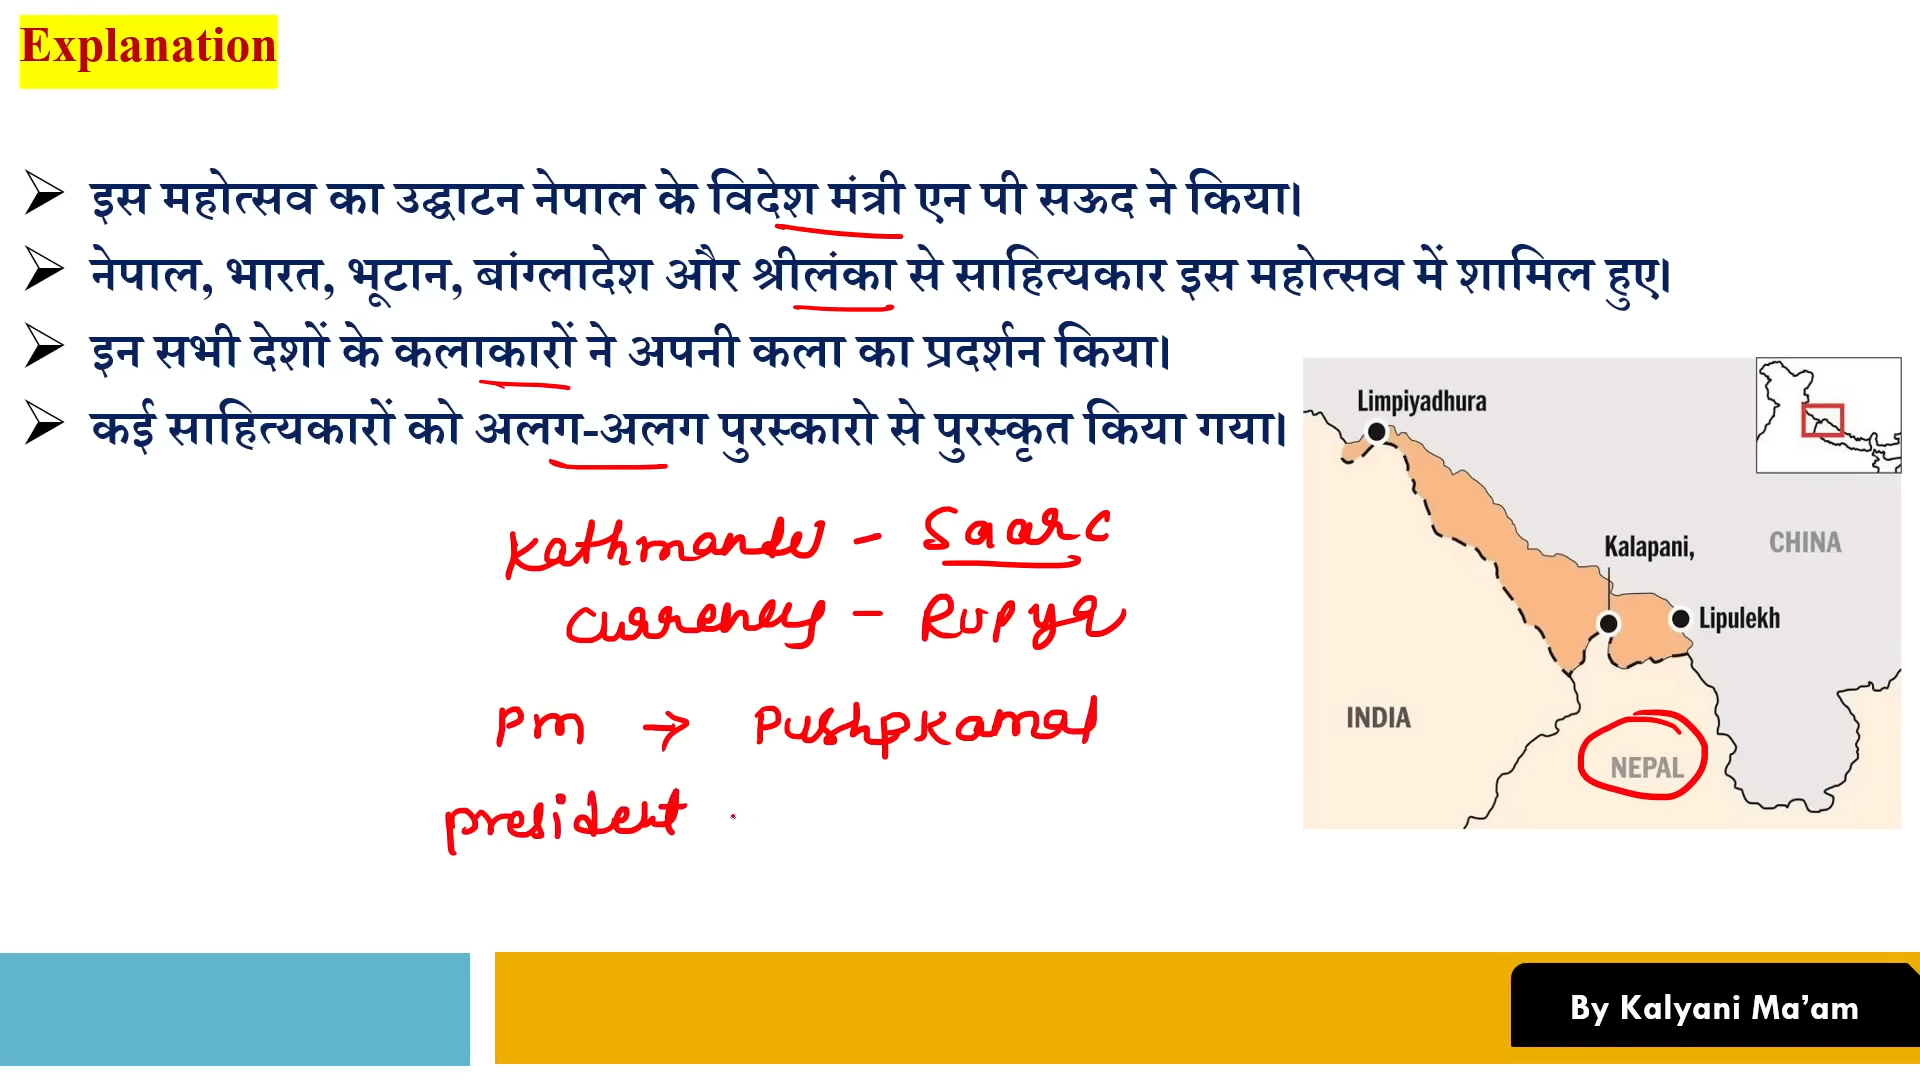 Explanation
इस महोत्सव का उद्घाटन नेपाल के विदेश मंत्री एन पी सऊद ने किया।
नेपाल, भारत, भूटान, बांग्लादेश और श्रीलंका से साहित्यकार इस महोत्सव में शामिल हुए।
इन सभी देशों के कलाकारों ने अपनी कला का प्रदर्शन किया।
कई साहित्यकारों को अलग-अलग पुरस्कारो से पुरस्कृत किया गया।
Kathmandu - Saarc
Currency - Rupya
Pm → Pushpkamal
president
Limpiyadhura
Kalapani,
CHINA
Lipulekh
INDIA
NEPAL
By Kalyani Ma’am